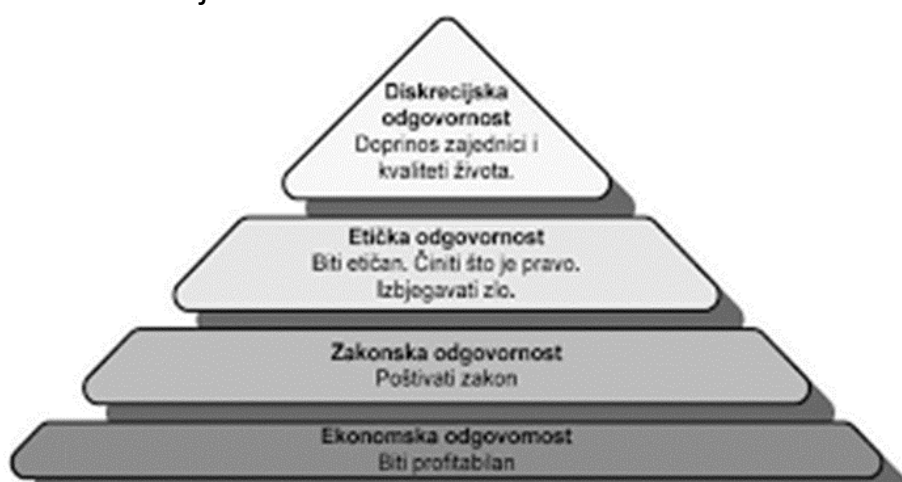 Diskrecijska
odgovornost
Doprinos zajednici i
kvaliteti života.
Etička odgovornost
Biti etičan. Činiti što je pravo.
Izbjegavati zlo.
Zakonska odgovornost
Poštivati zakon
Ekonomska odgovornost
Biti profitabilan